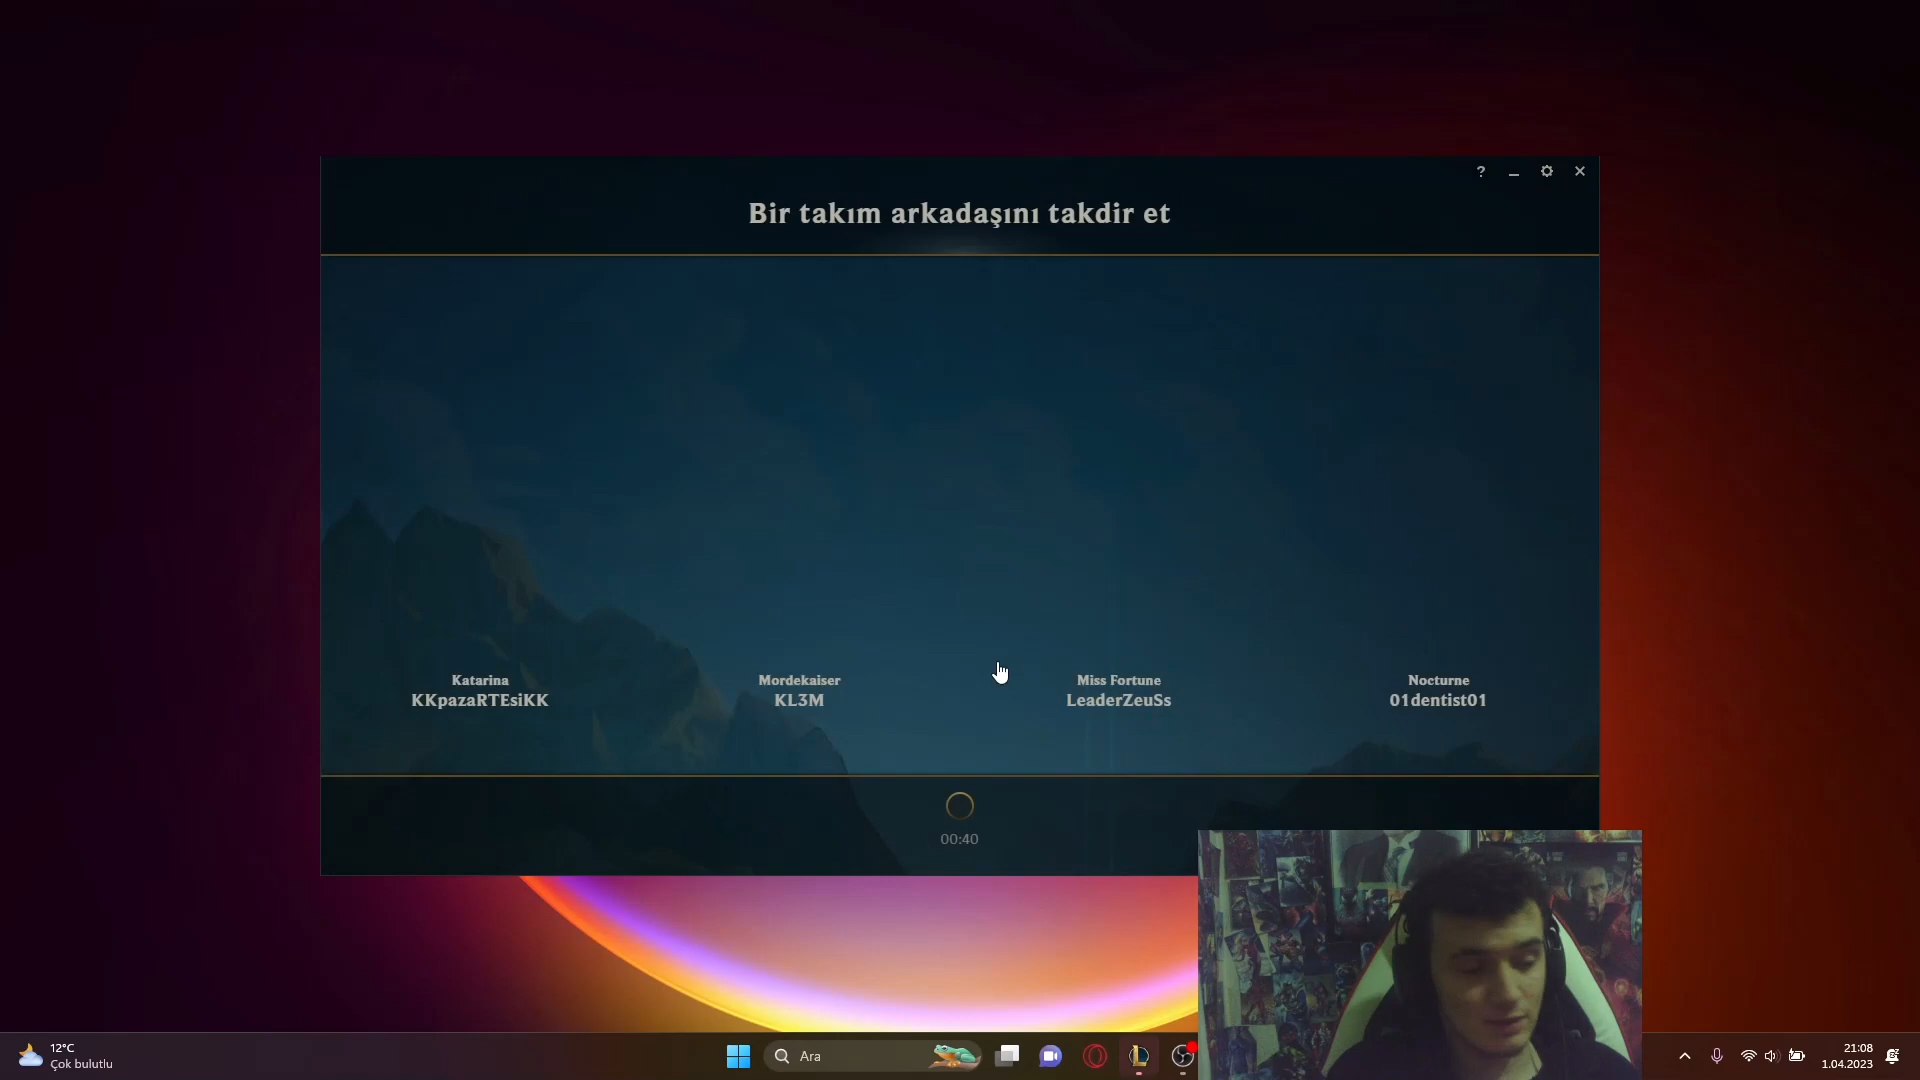 ?
Bir takım arkadaşını takdir et
Katarina
KKpazaRTEsiKK
Mordekaiser
KL3M
Miss Fortune
LeaderZeuSs
Nocturne
01dentist01
00:40
12°C
Çok bulutlu
Ara
21:08
1.04.2023